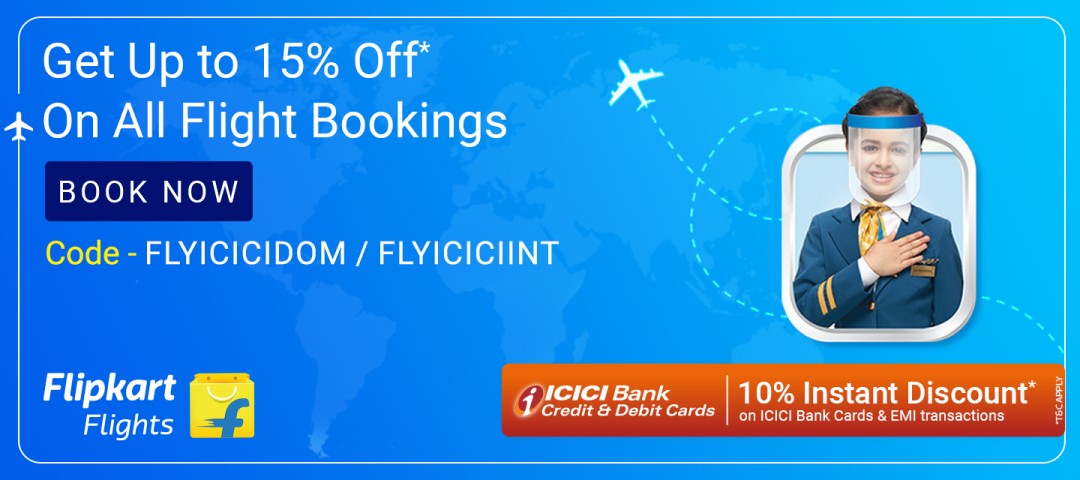 Get Up to 15% Off*
On All Flight Bookings
BOOK NOW
Code - FLYICICIDOM / FLYICICIINT
Flipkart
Flights
ICICI Bank
Credit & Debit Cards
10% Instant Discount*
on ICICI Bank Cards & EMI transactions
*T&C APPLY